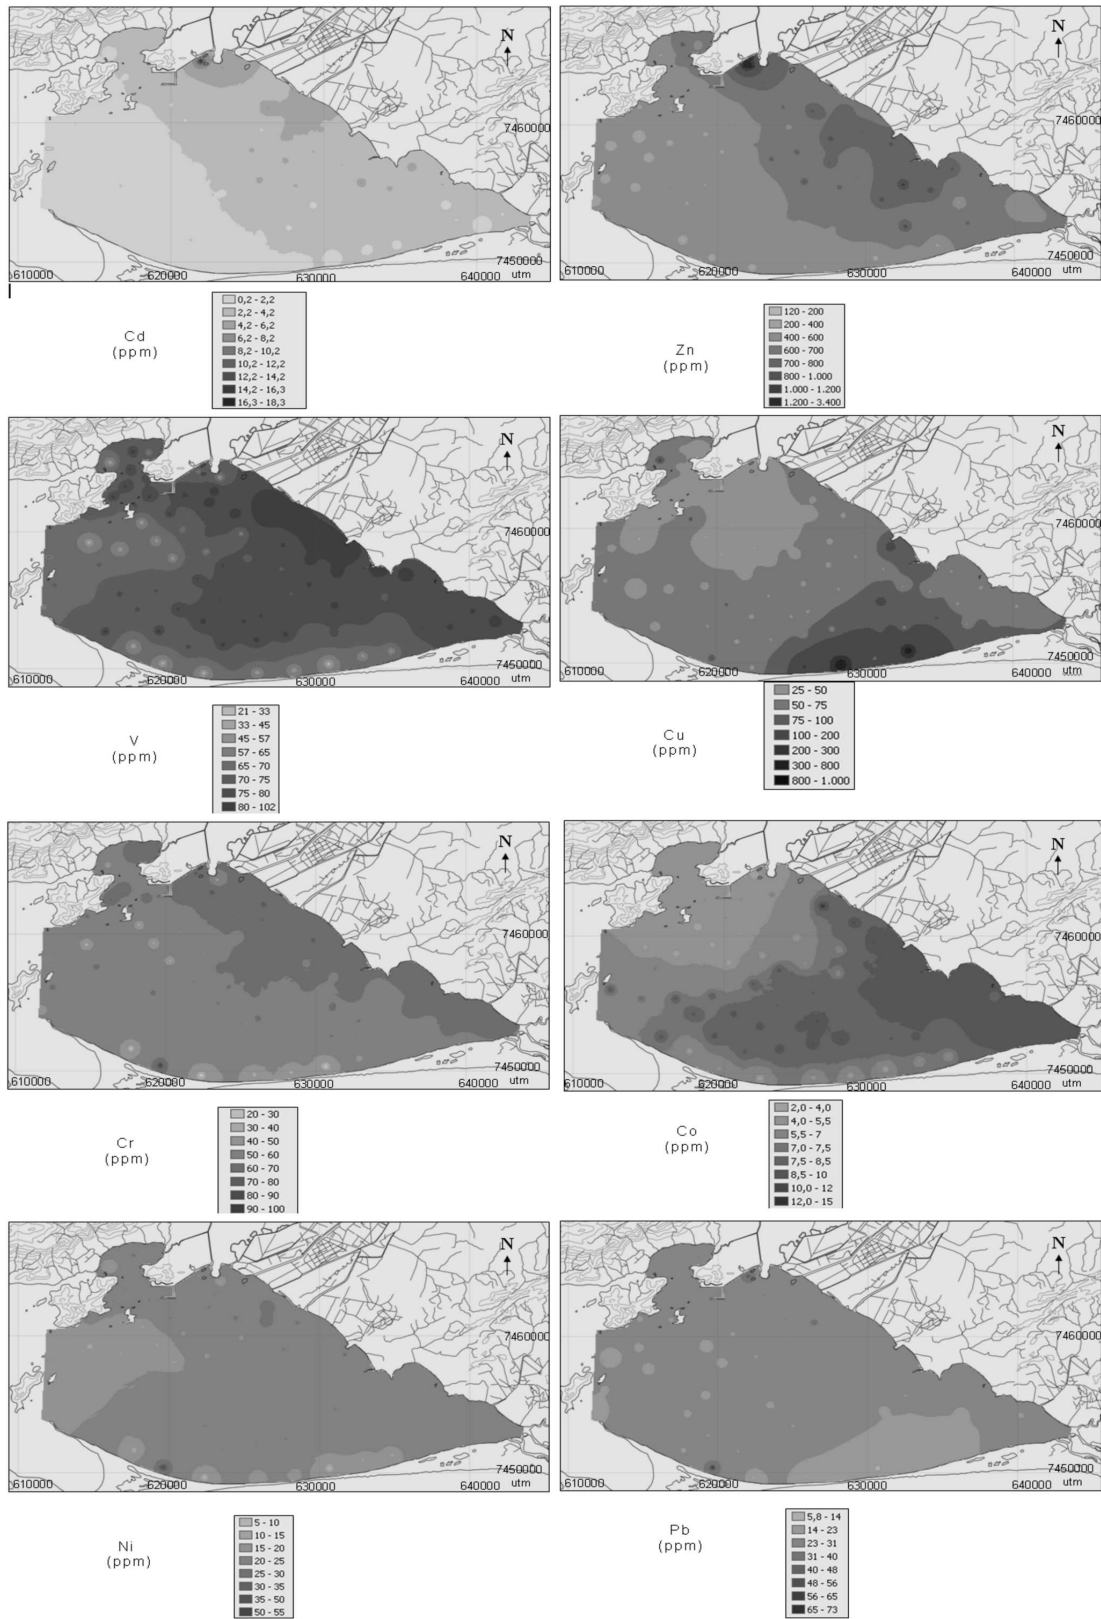 N
N
7460000
7460000
7450000
7450000
610000
620000
630000
640000
utm
610000
620000
630000
640000
utm
Cd
(ppm)
0,2 - 2,2
2,2 - 4,2
4,2 - 6,2
6,2 - 8,2
8,2 - 10,2
10,2 - 12,2
12,2 - 14,2
14,2 - 16,3
16,3 - 18,3
Zn
(ppm)
120 - 200
200 - 400
400 - 600
600 - 700
700 - 800
800 - 1.000
1.000 - 1.200
1.200 - 3.400
N
N
7460000
7460000
7450000
7450000
610000
620000
630000
640000
utm
610000
620000
630000
640000
V
(ppm)
21 - 33
33 - 45
45 - 57
57 - 65
65 - 70
70 - 75
75 - 80
80 - 102
Cu
(ppm)
25 - 50
50 - 75
75 - 100
100 - 200
200 - 300
300 - 800
800 - 1.000
N
N
7460000
7460000
7450000
7450000
610000
620000
630000
640000
utm
610000
620000
630000
640000
utm
Cr
(ppm)
20 - 30
30 - 40
40 - 50
50 - 60
60 - 70
70 - 80
80 - 90
90 - 100
Co
(ppm)
2,0 - 4,0
4,0 - 5,5
5,5 - 7
7,0 - 7,5
7,5 - 8,5
8,5 - 10
10,0 - 12
12,0 - 15
N
N
7460000
7460000
7450000
7450000
610000
620000
630000
640000
utm
610000
620000
630000
640000
utm
Ni
(ppm)
5 - 10
10 - 15
15 - 20
20 - 25
25 - 30
30 - 35
35 - 50
50 - 55
Pb
(ppm)
5,8 - 14
14 - 23
23 - 31
31 - 40
40 - 48
48 - 56
56 - 65
65 - 73